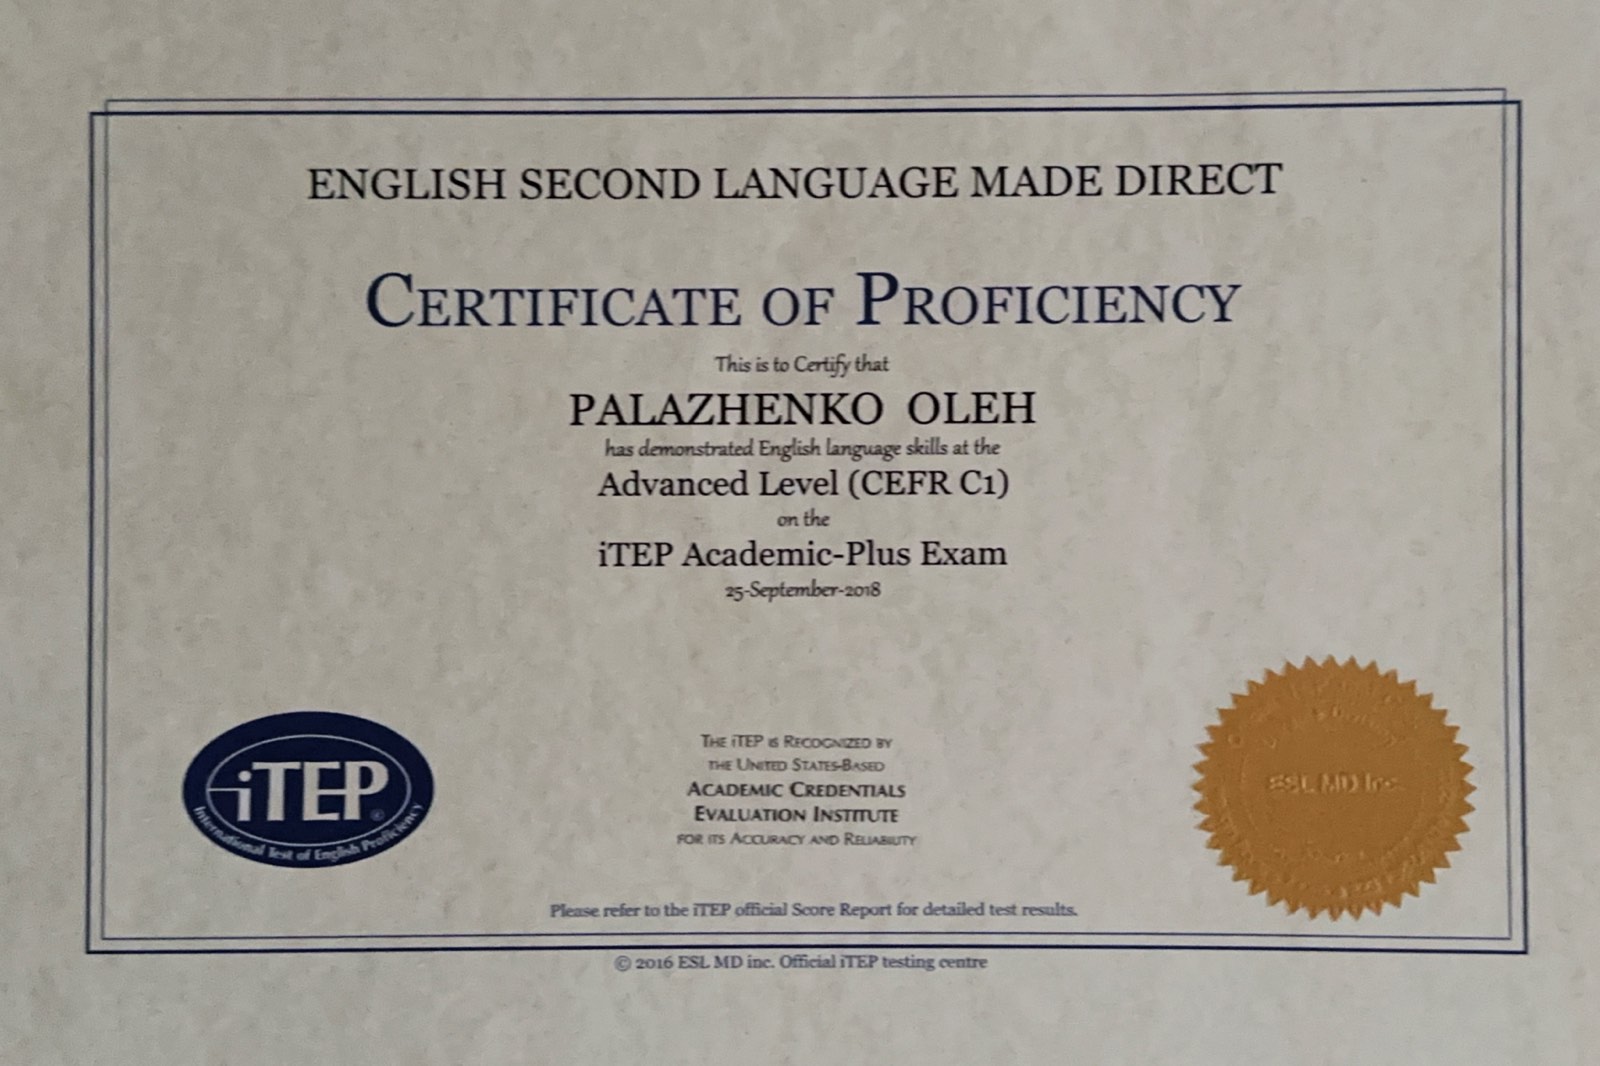 ENGLISH SECOND LANGUAGE MADE DIRECT
CERTIFICATE OF PROFICIENCY
This is to Certify that
PALAZHENKO OLEH
has demonstrated English language skills at the
Advanced Level (CEFR C1)
on the
iTEP Academic-Plus Exam
25-September-2018
iTEP®
International Test of English Proficiency
THE iTEP IS RECOGNIZED BY
THE UNITED STATES-BASED
ACADEMIC CREDENTIALS
EVALUATION INSTITUTE
FOR ITS ACCURACY AND RELIABILITY
ESL MD Inc.
Please refer to the iTEP official Score Report for detailed test results.
© 2016 ESL MD inc. Official iTEP testing centre